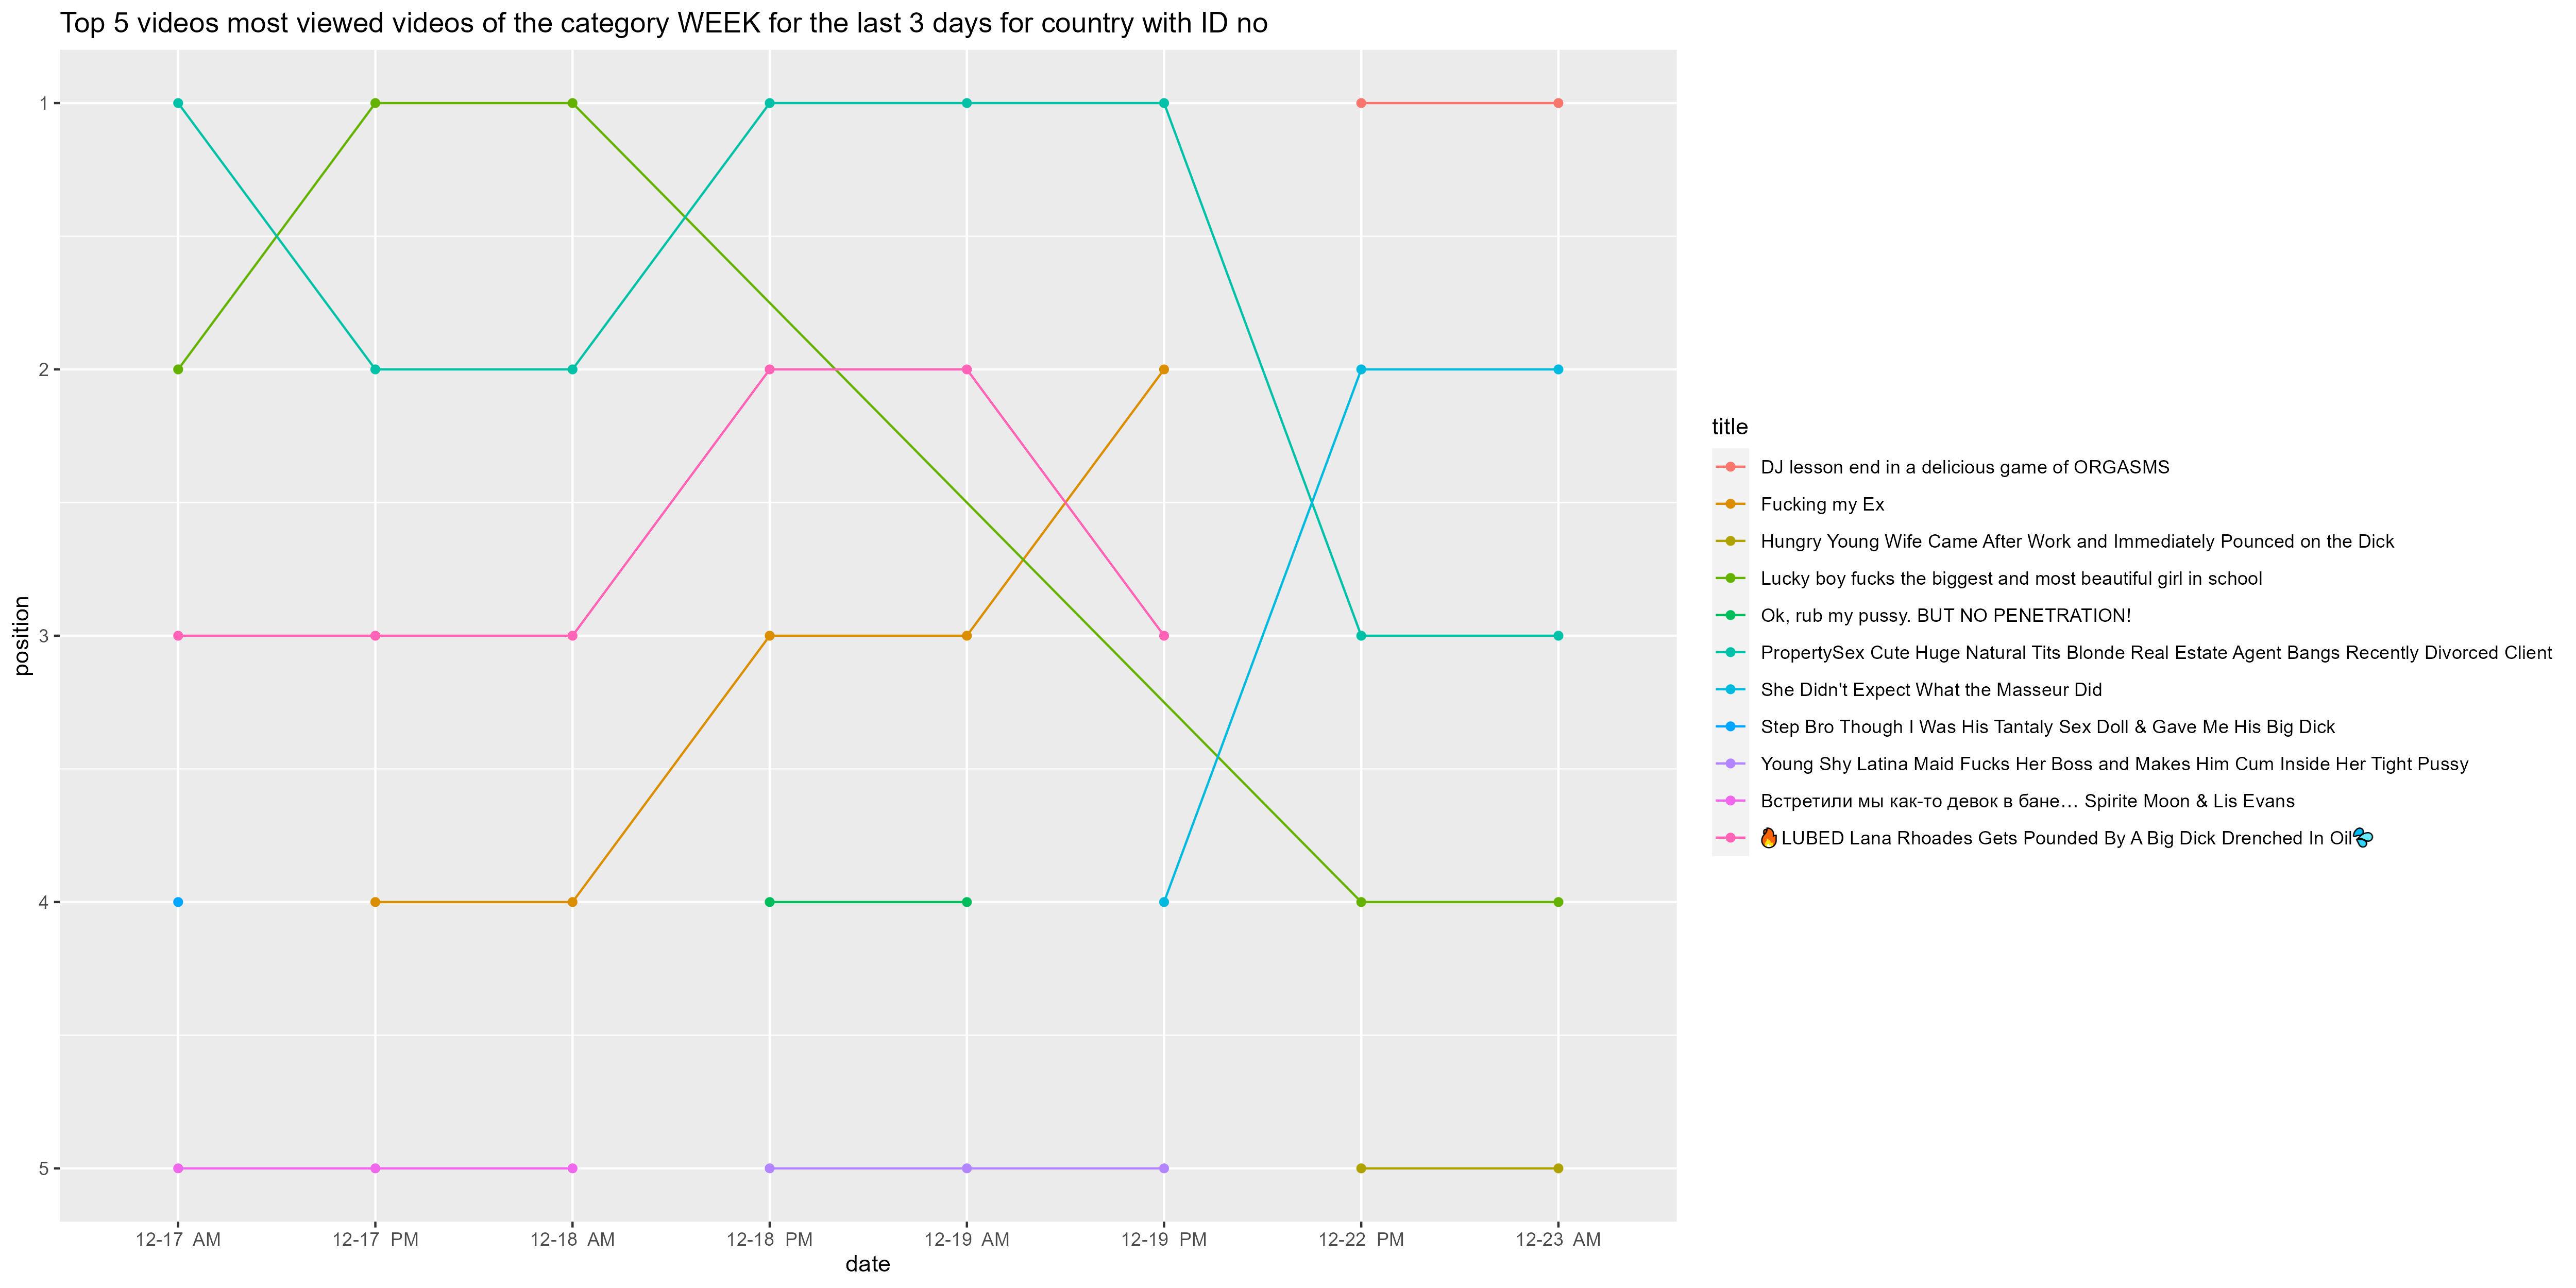 Top 5 videos most viewed videos of the category WEEK for the last 3 days for country with ID no
1
2
3
4
5
position
12-17 AM
12-17 PM
12-18 AM
12-18 PM
12-19 AM
12-19 PM
12-22 PM
12-23 AM
date
title
DJ lesson end in a delicious game of ORGASMS
Fucking my Ex
Hungry Young Wife Came After Work and Immediately Pounced on the Dick
Lucky boy fucks the biggest and most beautiful girl in school
Ok, rub my pussy. BUT NO PENETRATION!
PropertySex Cute Huge Natural Tits Blonde Real Estate Agent Bangs Recently Divorced Client
She Didn't Expect What the Masseur Did
Step Bro Though I Was His Tantaly Sex Doll & Gave Me His Big Dick
Young Shy Latina Maid Fucks Her Boss and Makes Him Cum Inside Her Tight Pussy
Встретили мы как-то девок в бане… Spirite Moon & Lis Evans
🔥LUBED Lana Rhoades Gets Pounded By A Big Dick Drenched In Oil💦